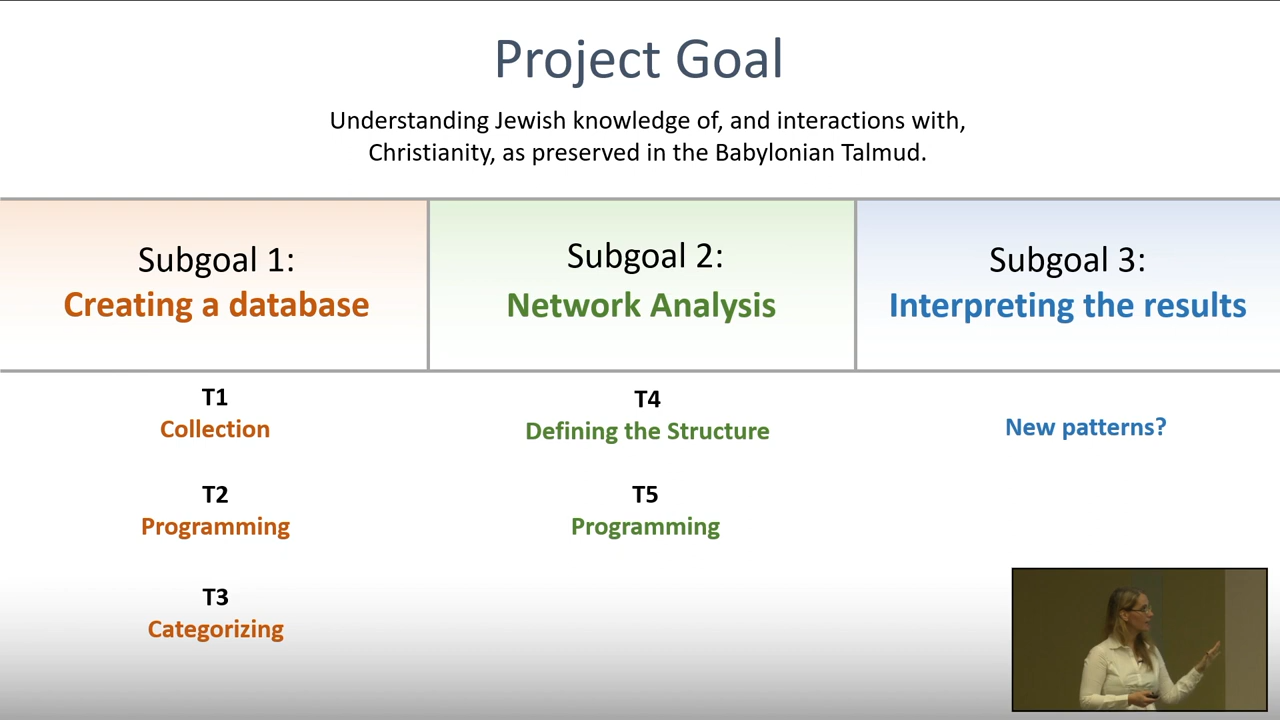 Project Goal
Understanding Jewish knowledge of, and interactions with,
Christianity, as preserved in the Babylonian Talmud.
Subgoal 1:
Creating a database
Subgoal 2:
Network Analysis
Subgoal 3:
Interpreting the results
T1
Collection
T2
Programming
T3
Categorizing
T4
Defining the Structure
T5
Programming
New patterns?